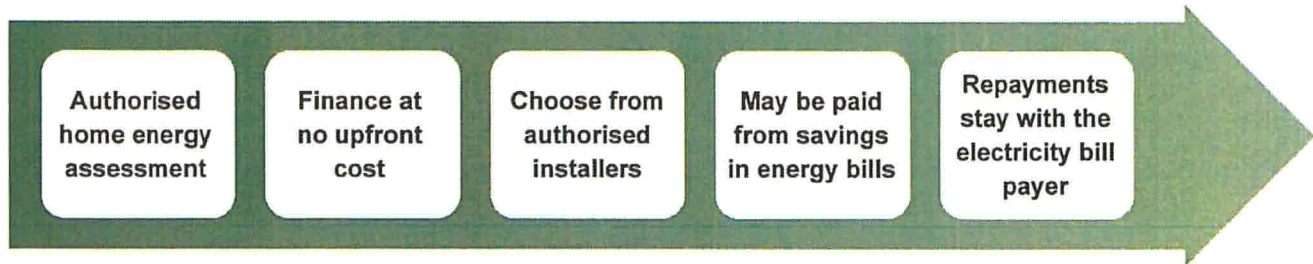 Authorised
home energy
assessment
Finance at
no upfront
cost
Choose from
authorised
installers
May be paid
from savings
in energy bills
Repayments
stay with the
electricity bill
payer